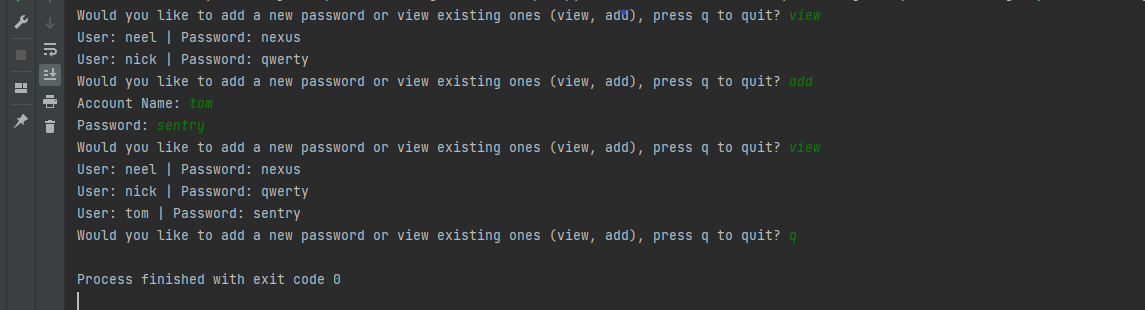 Would you like to add a new password or view existing ones (view, add), press q to quit? view
User: neel | Password: nexus
User: nick | Password: qwerty
Would you like to add a new password or view existing ones (view, add), press q to quit? add
Account Name: tom
Password: sentry
Would you like to add a new password or view existing ones (view, add), press q to quit? view
User: neel | Password: nexus
User: nick | Password: qwerty
User: tom | Password: sentry
Would you like to add a new password or view existing ones (view, add), press q to quit? q
Process finished with exit code 0